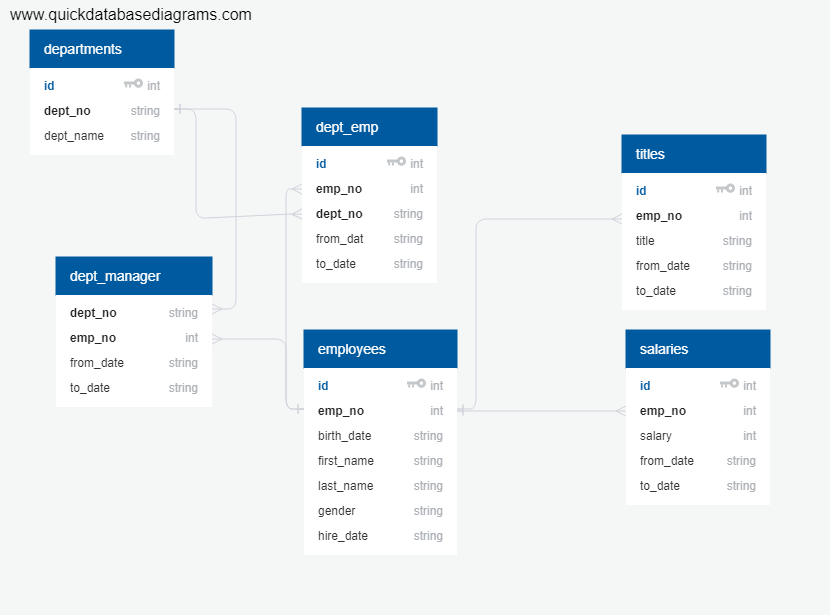 www.quickdatabasediagrams.com
departments
id int
dept_no string
dept_name string
dept_emp
id int
emp_no int
dept_no string
from_dat string
to_date string
titles
id int
emp_no int
title string
from_date string
to_date string
dept_manager
dept_no string
emp_no int
from_date string
to_date string
employees
id int
emp_no int
birth_date string
first_name string
last_name string
gender string
hire_date string
salaries
id int
emp_no int
salary int
from_date string
to_date string